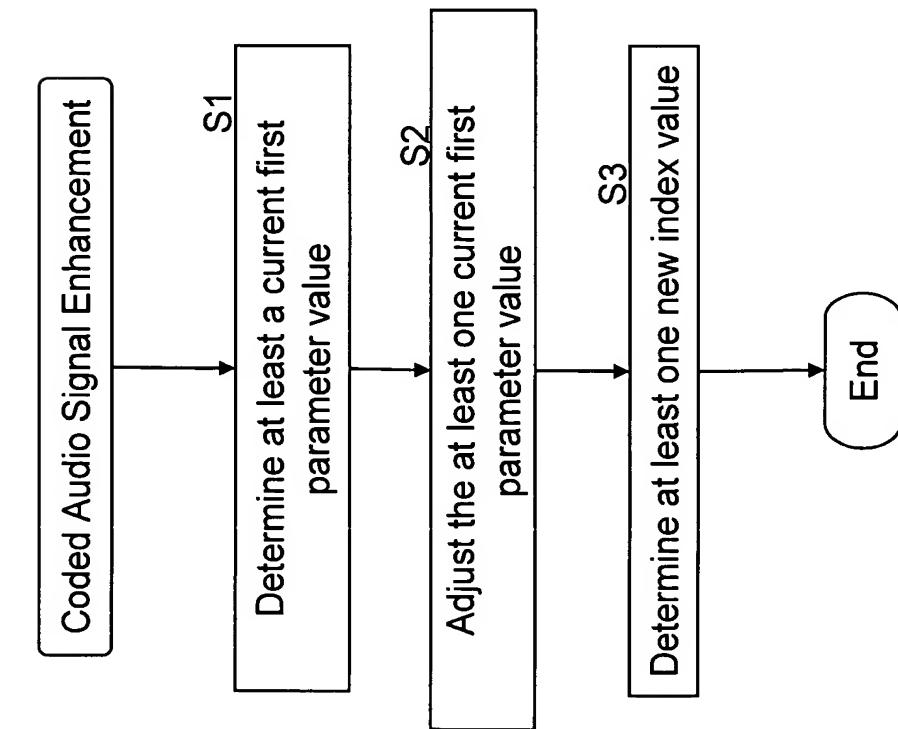 Coded Audio Signal Enhancement
S1
Determine at least a current first
parameter value
S2
Adjust the at least one current first
parameter value
S3
Determine at least one new index value
End